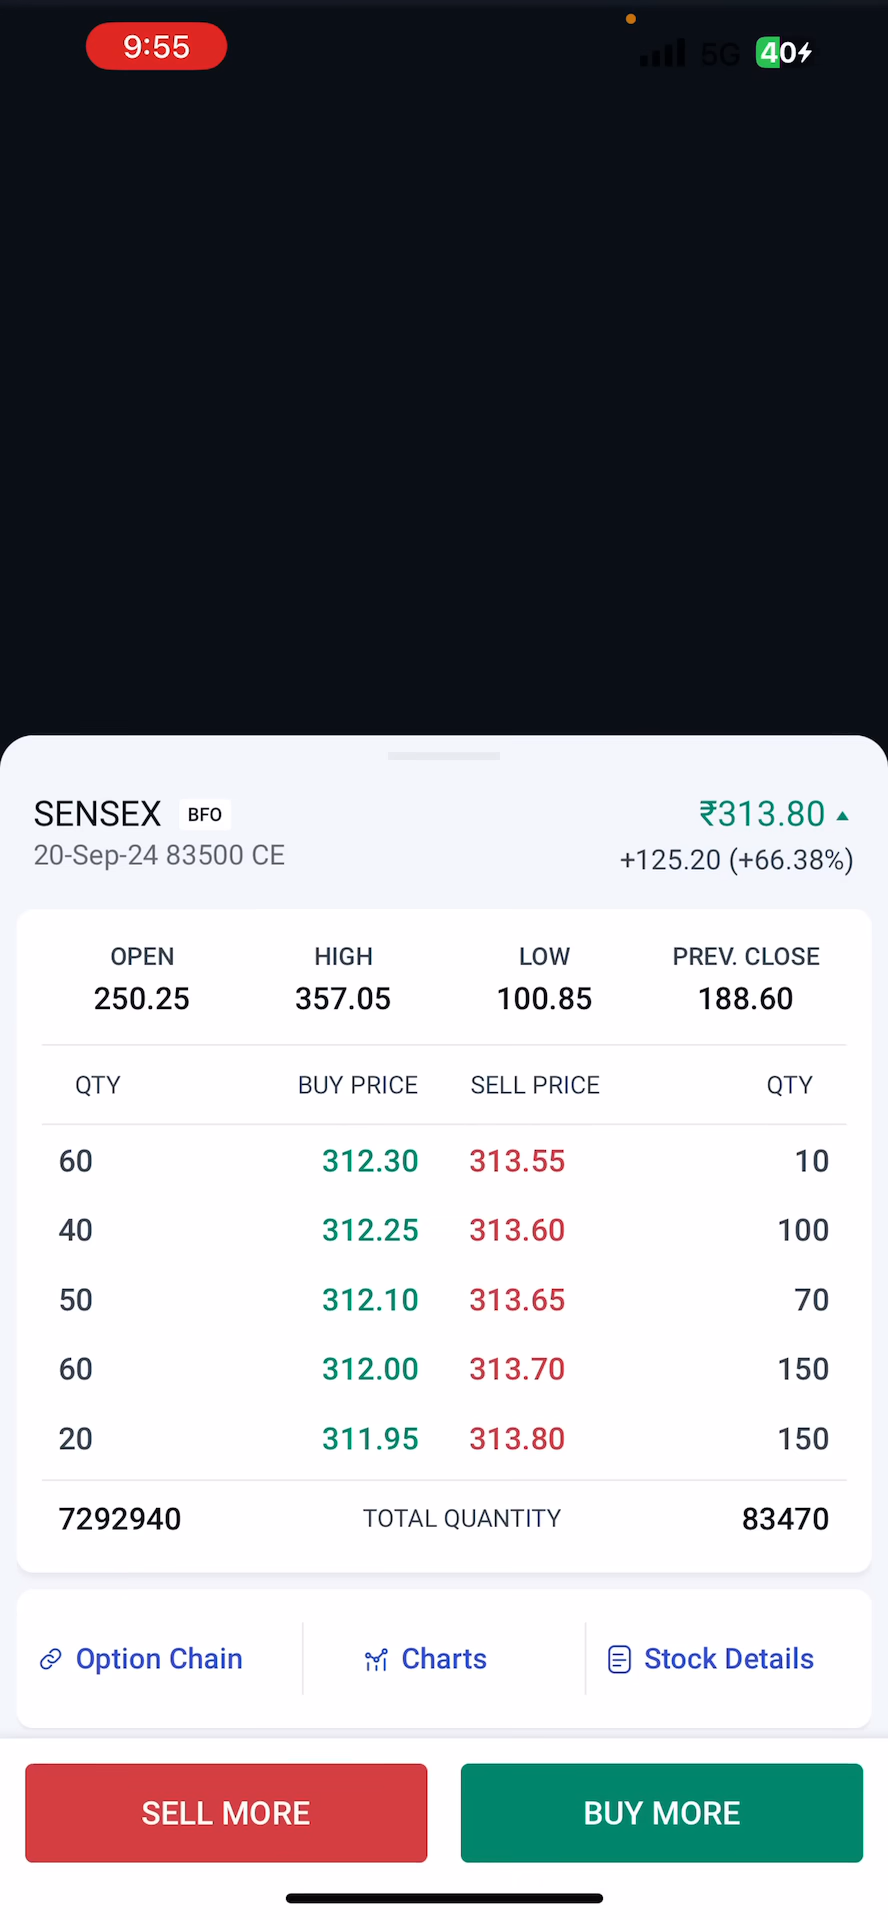 9:55 5G 40
SENSEX BFO ₹313.80 ▲
20-Sep-24 83500 CE +125.20 (+66.38%)
OPEN HIGH LOW PREV. CLOSE
250.25 357.05 100.85 188.60
QTY BUY PRICE SELL PRICE QTY
60 312.30 313.55 10
40 312.25 313.60 100
50 312.10 313.65 70
60 312.00 313.70 150
20 311.95 313.80 150
7292940 TOTAL QUANTITY 83470
Option Chain Charts Stock Details
SELL MORE BUY MORE